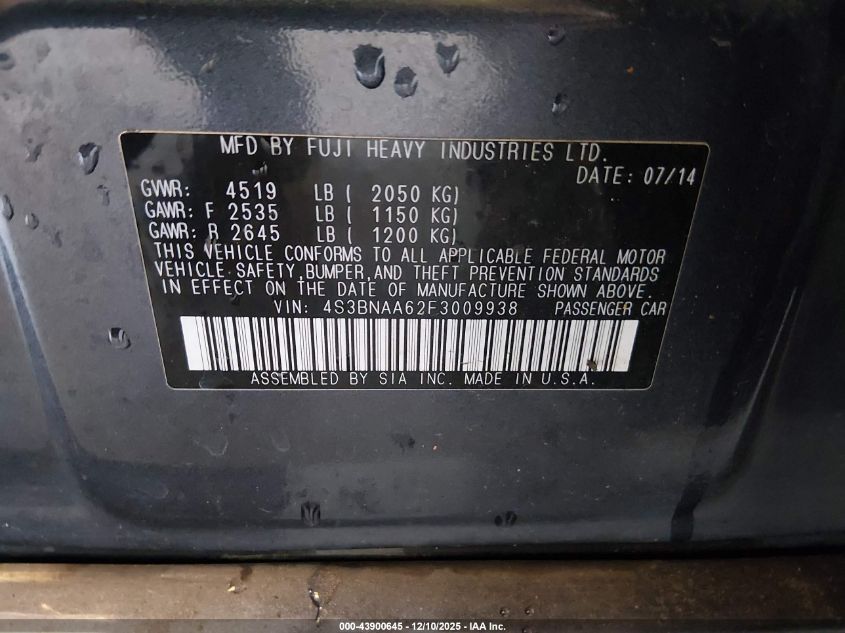 MFD BY FUJI HEAVY INDUSTRIES LTD.
DATE: 07/14
GVWR: 4519 LB ( 2050 KG)
GAWR: F 2535 LB ( 1150 KG)
GAWR: R 2645 LB ( 1200 KG)
THIS VEHICLE CONFORMS TO ALL APPLICABLE FEDERAL MOTOR
VEHICLE SAFETY,BUMPER,AND THEFT PREVENTION STANDARDS
IN EFFECT ON THE DATE OF MANUFACTURE SHOWN ABOVE.
VIN: 4S3BNAA62F3009938 PASSENGER CAR
ASSEMBLED BY SIA INC. MADE IN U.S.A.
000-43900645 - 12/10/2025 - IAA Inc.